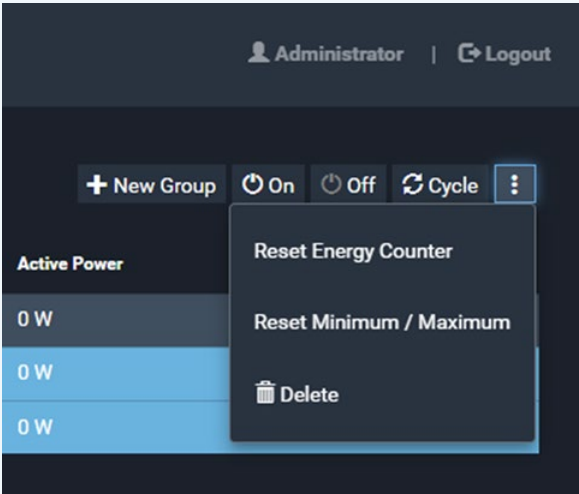 Administrator | Logout
New Group On Off Cycle
Active Power
Reset Energy Counter
0 W
Reset Minimum / Maximum
0 W
Delete
0 W